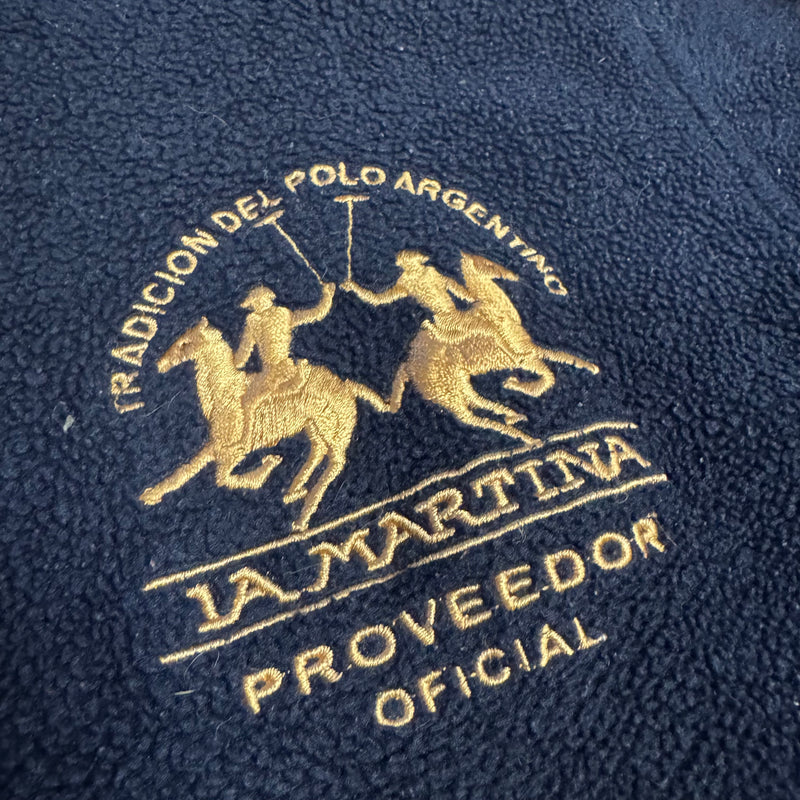 TRADICION DEL POLO ARGENTINO
LA MARTINA
PROVEEDOR
OFICIAL